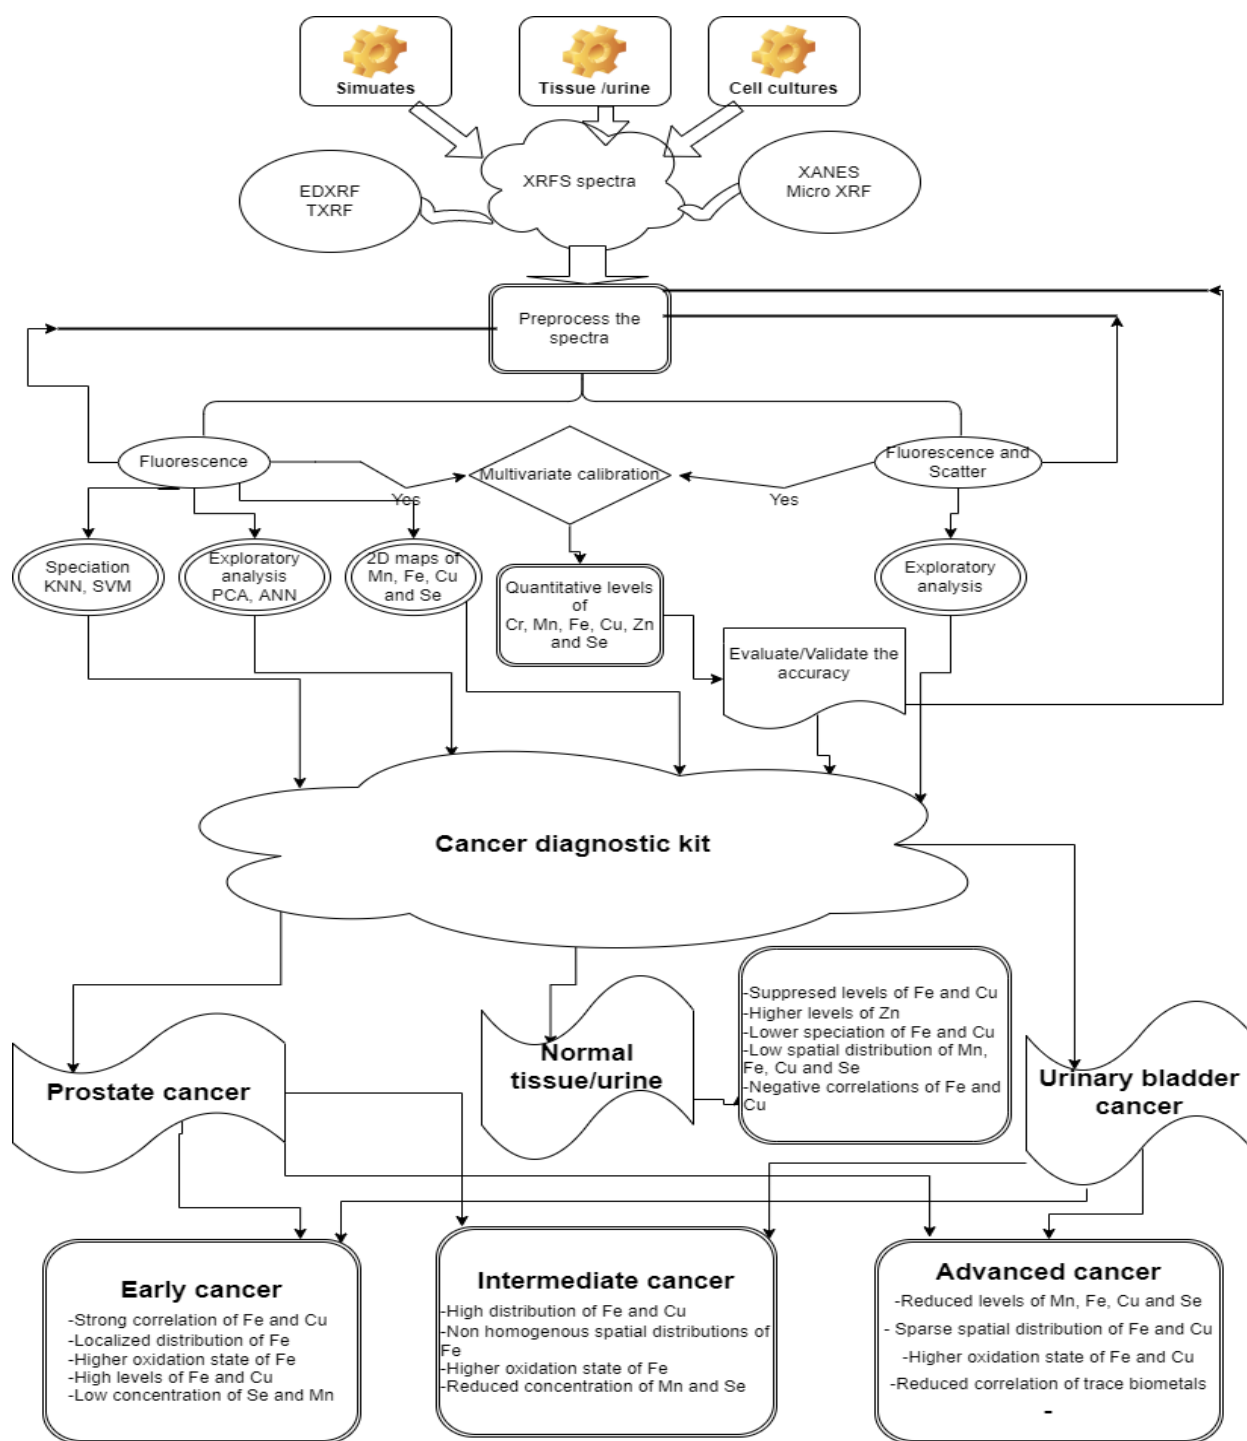 Simuates
Tissue /urine
Cell cultures
XRFS spectra
EDXRF
TXRF
XANES
Micro XRF
Preprocess the
spectra
Fluorescence
Multivariate calibration
Fluorescence and
Scatter
Yes
Yes
Speciation
KNN, SVM
Exploratory
analysis
PCA, ANN
2D maps of
Mn, Fe, Cu
and Se
Quantitative levels
of
Cr, Mn, Fe, Cu, Zn
and Se
Exploratory
analysis
Evaluate/Validate the
accuracy
Cancer diagnostic kit
Prostate cancer
Normal
tissue/urine
-Suppresed levels of Fe and Cu
-Higher levels of Zn
-Lower speciation of Fe and Cu
-Low spatial distribution of Mn,
Fe, Cu and Se
-Negative correlations of Fe and
Cu
Urinary bladder
cancer
Early cancer
-Strong correlation of Fe and Cu
-Localized distribution of Fe
-Higher oxidation state of Fe
-High levels of Fe and Cu
-Low concentration of Se and Mn
Intermediate cancer
-High distribution of Fe and Cu
-Non homogenous spatial distributions of
Fe
-Higher oxidation state of Fe
-Reduced concentration of Mn and Se
Advanced cancer
-Reduced levels of Mn, Fe, Cu and Se
- Sparse spatial distribution of Fe and Cu
-Higher oxidation state of Fe and Cu
-Reduced correlation of trace biometals
-